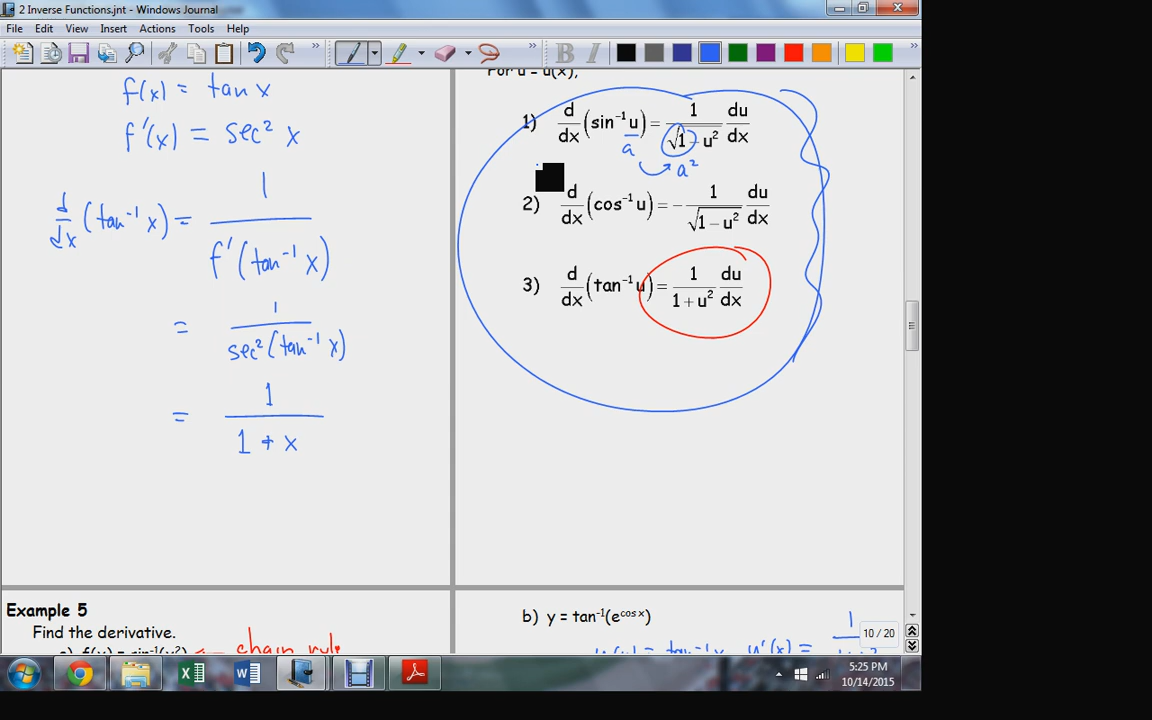 2 Inverse Functions.jnt - Windows Journal
File Edit View Insert Actions Tools Help
B I
f(x) = tan x
f'(x) = sec² x
d/dx (tan⁻¹ x) = 1 / f'(tan⁻¹ x)
= 1 / sec²(tan⁻¹ x)
= 1 / 1 + x
For u = u(x),
1) d/dx (sin⁻¹ u) = 1/√1 - u² du/dx
a a²
2) d/dx (cos⁻¹ u) = - 1/√1 - u² du/dx
3) d/dx (tan⁻¹ u) = 1/1 + u² du/dx
Example 5
Find the derivative.
chain rule
b) y = tan⁻¹(e^cos x)
10 / 20
5:25 PM
10/14/2015